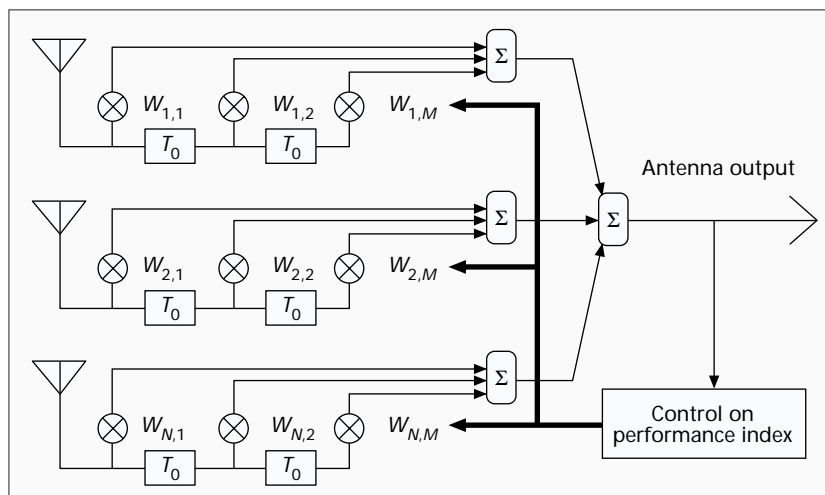 Σ
W1,1 W1,2 W1,M
T0 T0
Antenna output
Σ Σ
W2,1 W2,2 W2,M
T0 T0
Σ
WN,1 WN,2 WN,M
Control on
performance index
T0 T0